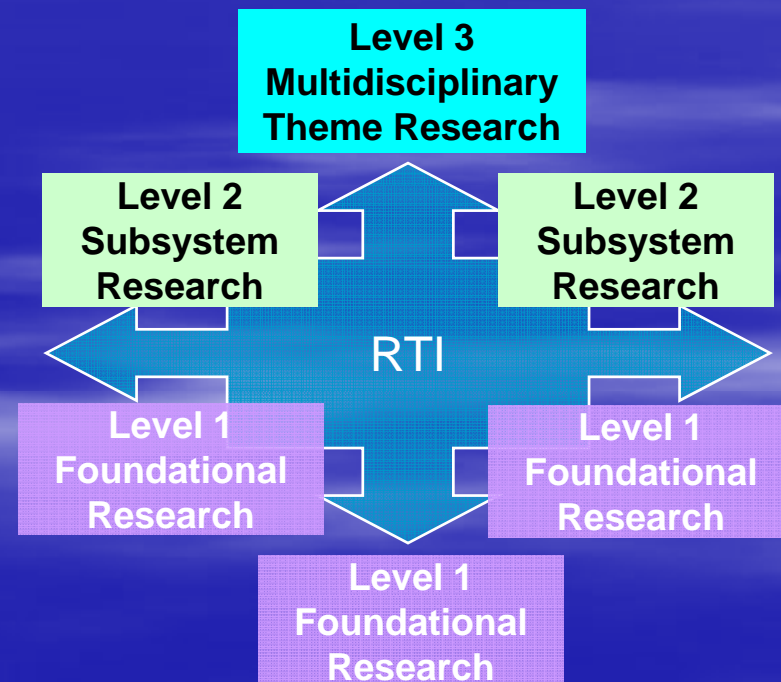 Level 3
Multidisciplinary
Theme Research
Level 2
Subsystem
Research
Level 2
Subsystem
Research
RTI
Level 1
Foundational
Research
Level 1
Foundational
Research
Level 1
Foundational
Research